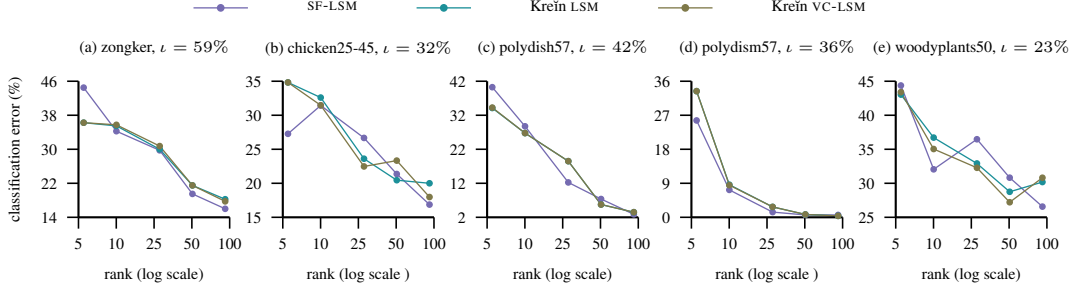 SF-LSM Kreĭn LSM Kreĭn VC-LSM
(a) zongker, ι = 59% (b) chicken25-45, ι = 32% (c) polydish57, ι = 42% (d) polydism57, ι = 36% (e) woodyplants50, ι = 23%
classification error (%)
46 35 42 36 45
38 30 32 27 40
30 25 22 18 35
22 20 12 9 30
14 15 2 0 25
5 10 25 50 100 5 10 25 50 100 5 10 25 50 100 5 10 25 50 100 5 10 25 50 100
rank (log scale) rank (log scale ) rank (log scale) rank (log scale ) rank (log scale)